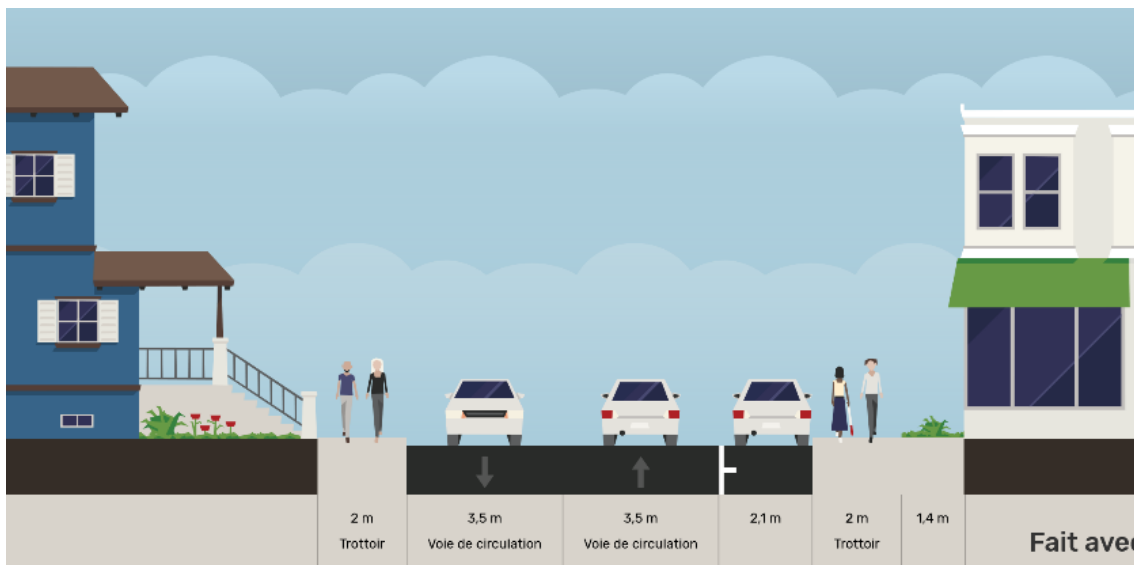 2 m
Trottoir
3,5 m
Voie de circulation
3,5 m
Voie de circulation
2,1 m
2 m
Trottoir
1,4 m
Fait avec